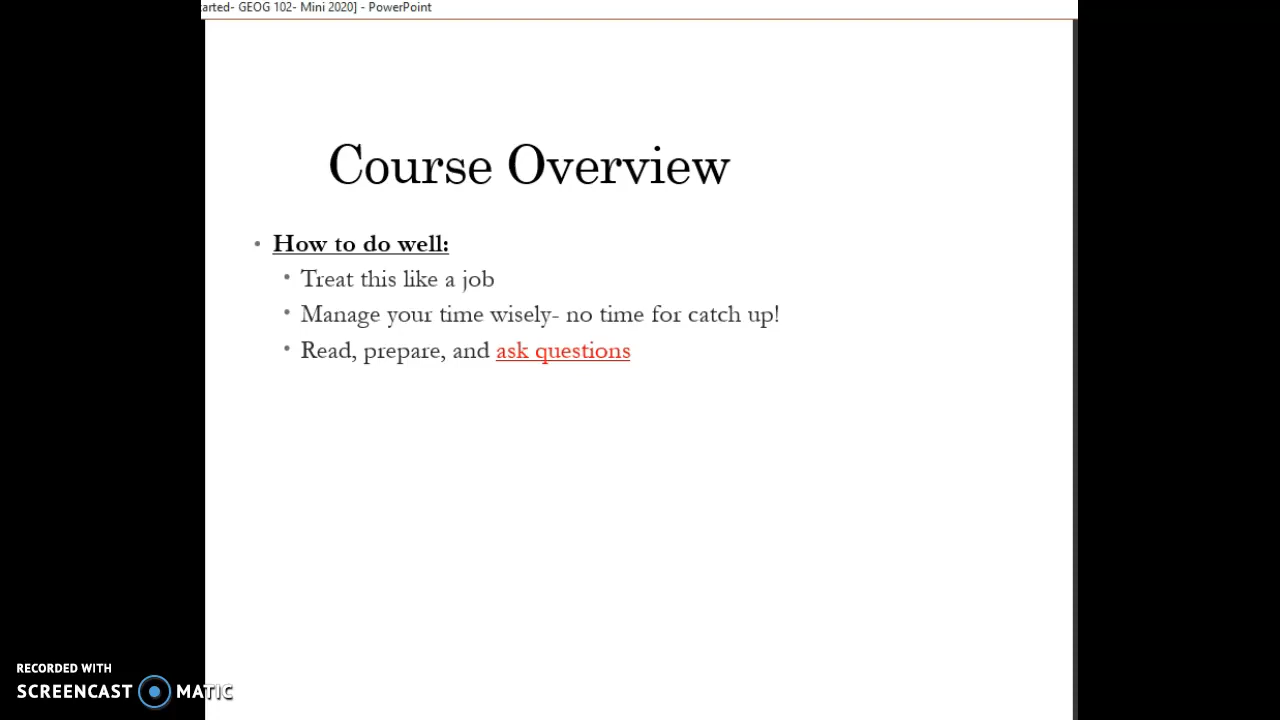 arted- GEOG 102- Mini 2020] - PowerPoint
Course Overview
• How to do well:
• Treat this like a job
• Manage your time wisely- no time for catch up!
• Read, prepare, and ask questions
RECORDED WITH
SCREENCAST MATIC